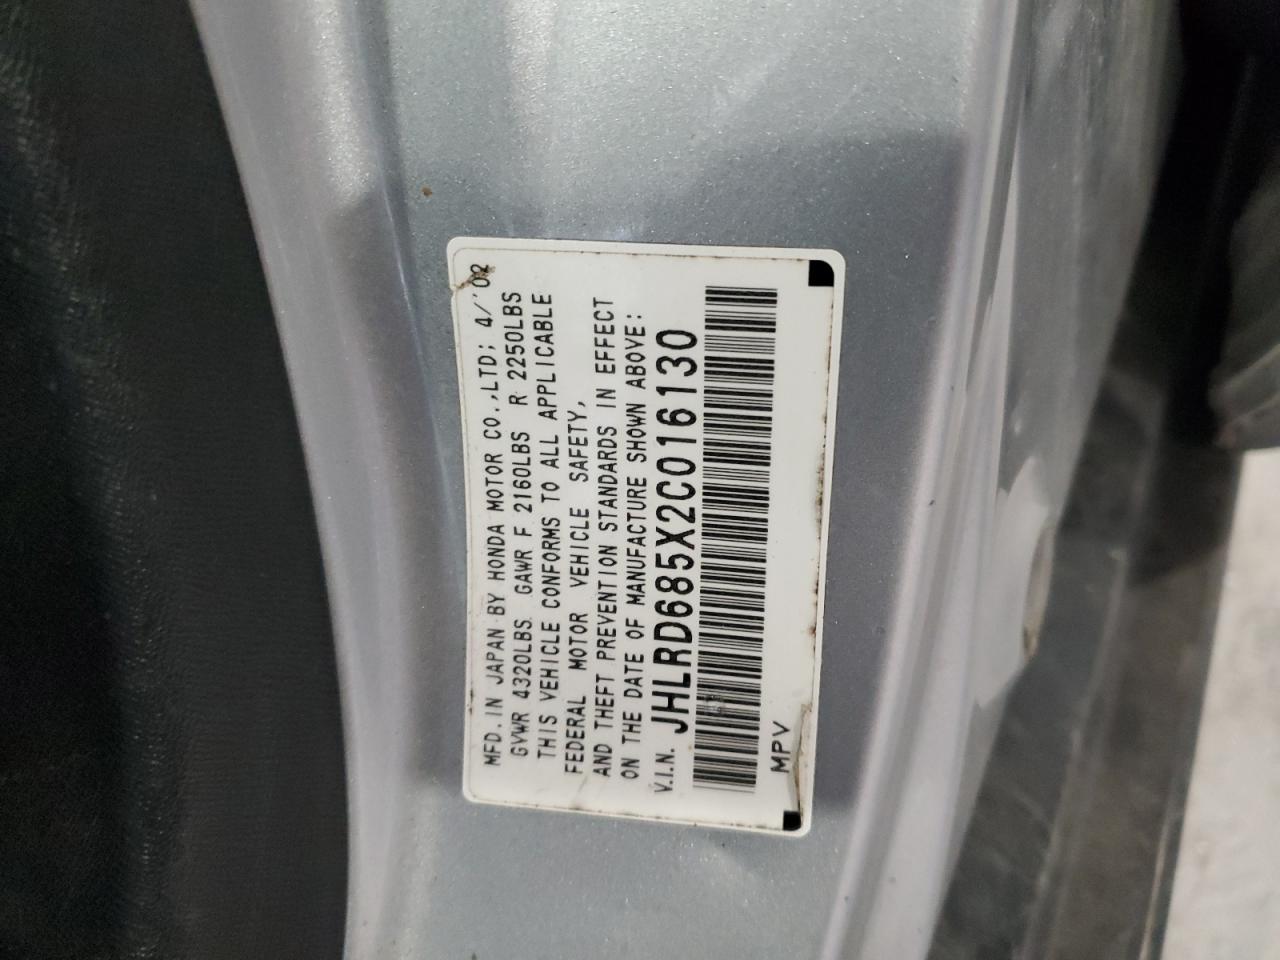 MFD. IN JAPAN BY HONDA MOTOR CO.,LTD; 4/'02
GVWR 4320LBS GAWR F 2160LBS R 2250LBS
THIS VEHICLE CONFORMS TO ALL APPLICABLE
FEDERAL MOTOR VEHICLE SAFETY,
AND THEFT PREVENTION STANDARDS IN EFFECT
ON THE DATE OF MANUFACTURE SHOWN ABOVE:
V.I.N. JHLRD685X2C016130
MPV